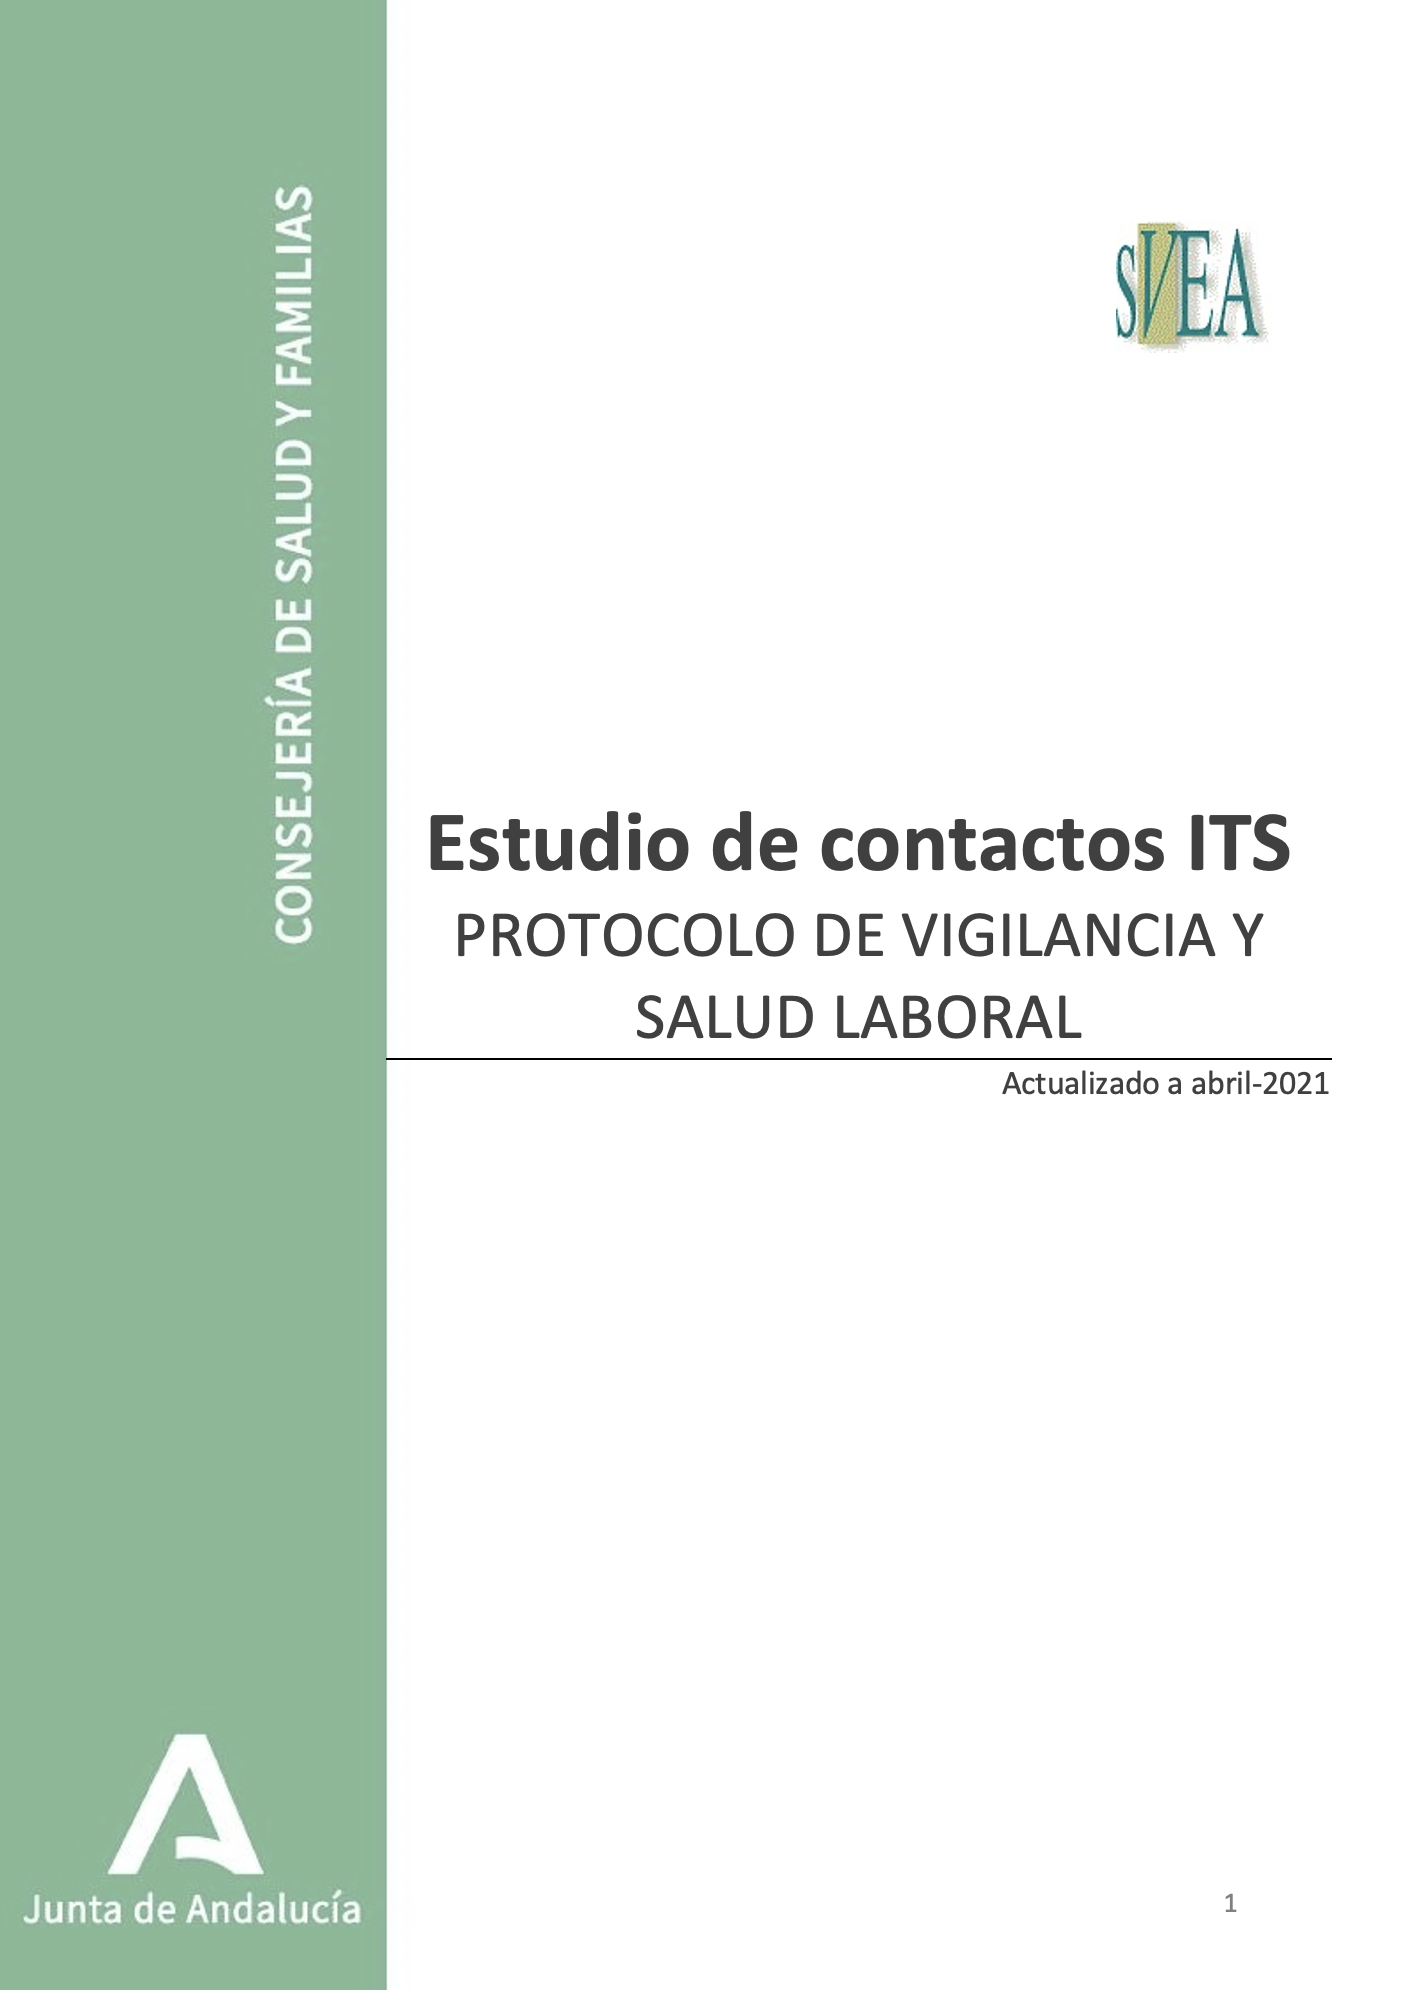 CONSEJERÍA DE SALUD Y FAMILIAS
SVEA
Estudio de contactos ITS
PROTOCOLO DE VIGILANCIA Y
SALUD LABORAL
Actualizado a abril-2021
Junta de Andalucía
1